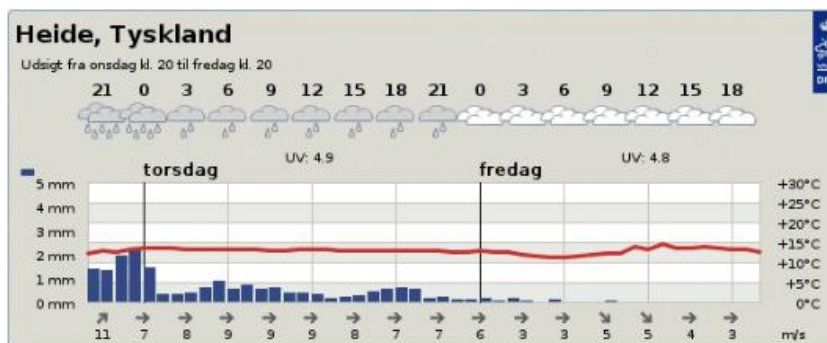 Heide, Tyskland
Udsigt fra onsdag kl. 20 til fredag kl. 20
21 0 3 6 9 12 15 18 21 0 3 6 9 12 15 18
UV: 4.9 UV: 4.8
torsdag fredag
5 mm +30°C
4 mm +25°C
+20°C
3 mm
2 mm +15°C
1 mm +10°C
+5°C
0 mm 0°C
11 7 8 9 9 9 8 7 7 6 3 3 5 5 4 3 m/s